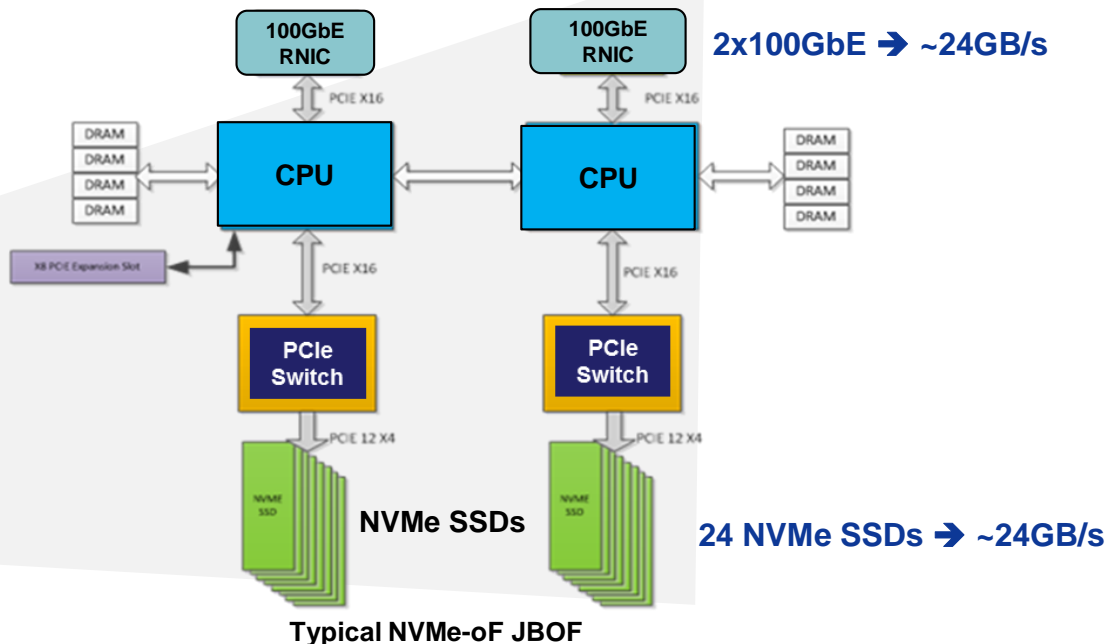 100GbE
RNIC
100GbE
RNIC
2x100GbE ➔ ~24GB/s
PCIE X16
PCIE X16
DRAM
DRAM
DRAM
DRAM
CPU
CPU
DRAM
DRAM
DRAM
DRAM
X8 PCIE Expansion Slot
PCIE X16
PCIE X16
PCIe
Switch
PCIe
Switch
PCIE 12 X4
PCIE 12 X4
NVME
SSD
NVMe SSDs
NVME
SSD
24 NVMe SSDs ➔ ~24GB/s
Typical NVMe-oF JBOF